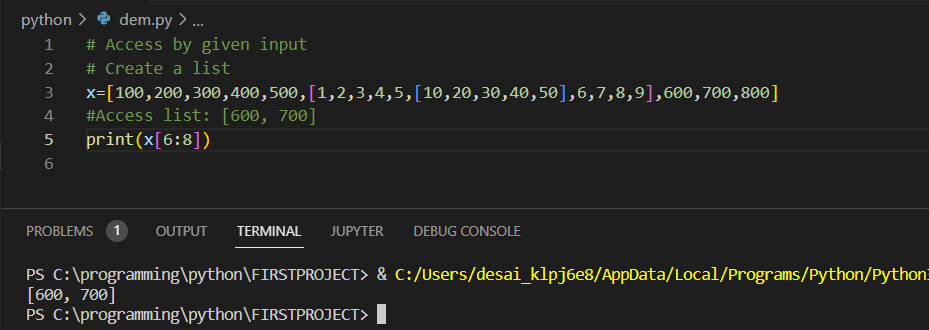 python > dem.py > ...
1 # Access by given input
2 # Create a list
3 x=[100,200,300,400,500,[1,2,3,4,5,[10,20,30,40,50],6,7,8,9],600,700,800]
4 #Access list: [600, 700]
5 print(x[6:8])
6
PROBLEMS 1 OUTPUT TERMINAL JUPYTER DEBUG CONSOLE
PS C:\programming\python\FIRSTPROJECT> & C:/Users/desai_klpj6e8/AppData/Local/Programs/Python/Python
[600, 700]
PS C:\programming\python\FIRSTPROJECT>